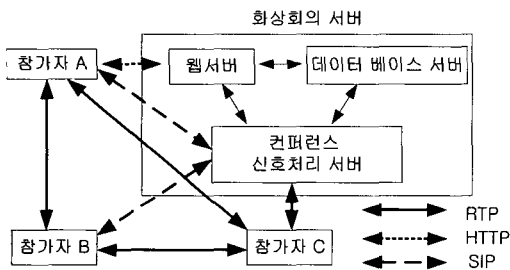 화상회의 서버
참가자 A
웹서버
데이터 베이스 서버
컨퍼런스
신호처리 서버
참가자 B
참가자 C
RTP
HTTP
SIP